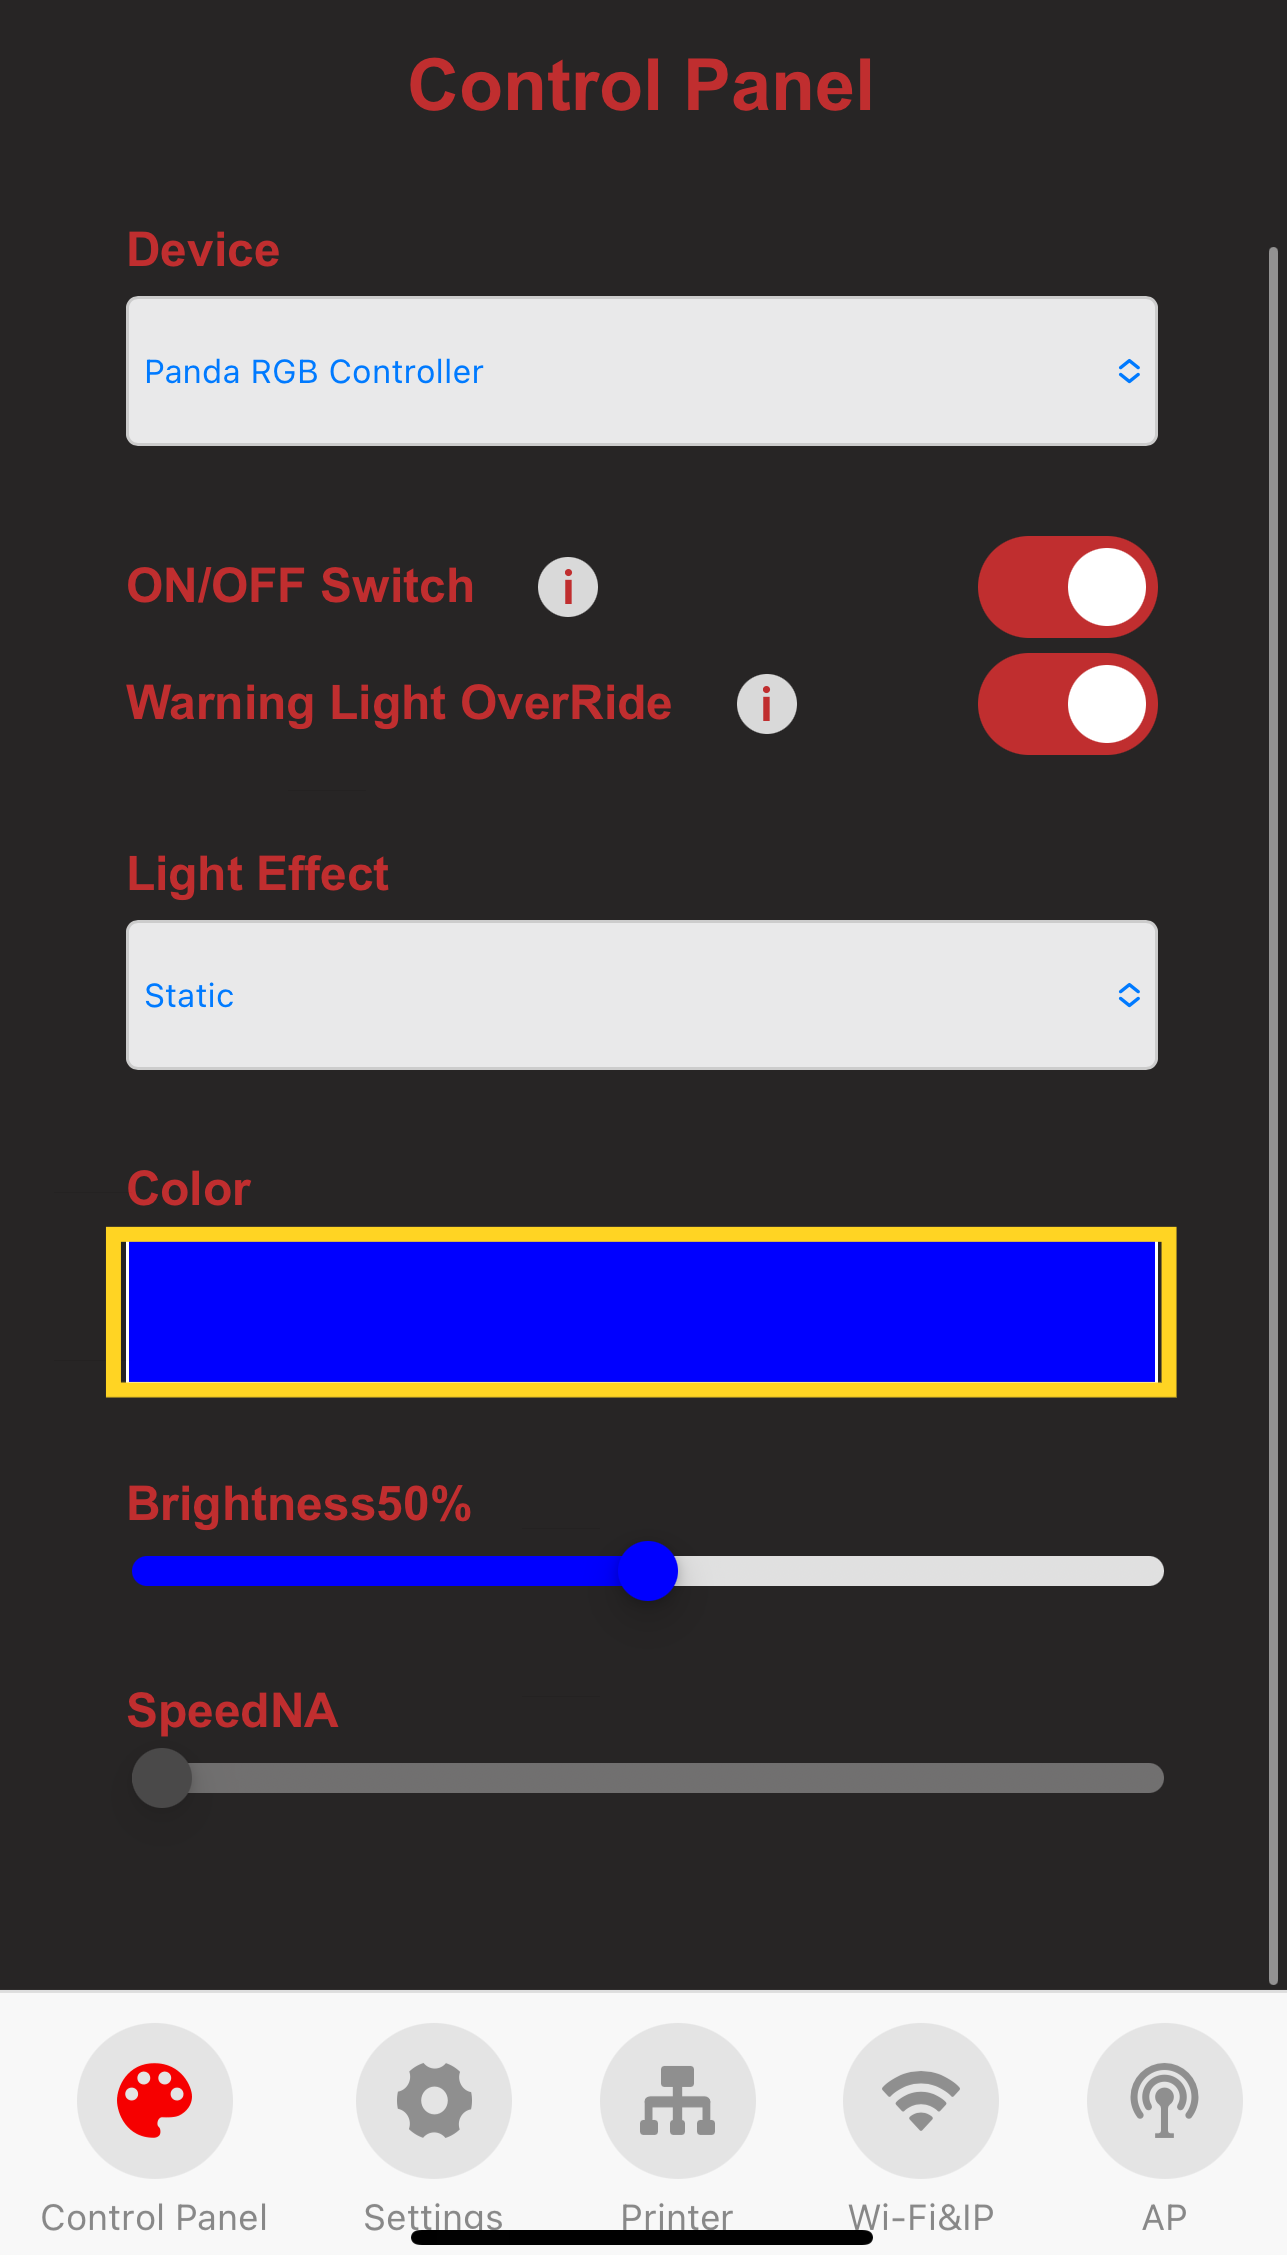 Control Panel
Device
Panda RGB Controller
ON/OFF Switch i
Warning Light OverRide i
Light Effect
Static
Color
Brightness50%
SpeedNA
Control Panel Settings Printer Wi-Fi&IP AP